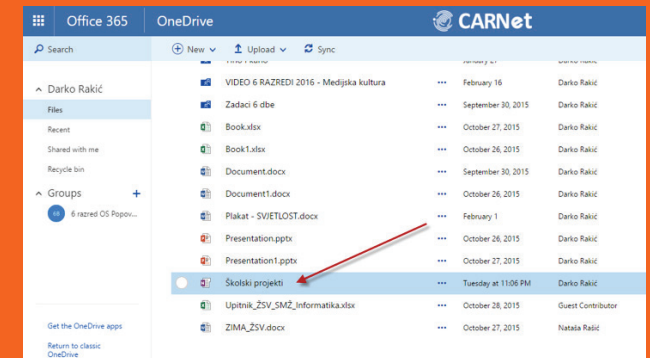 Office 365 OneDrive CARNet
Search New Upload Sync
Darko Rakić
Files
Recent
Shared with me
Recycle bin
Groups +
6 razred OS Popov...
Get the OneDrive apps
Return to classic
OneDrive
VIDEO 6 RAZREDI 2016 - Medijska kultura ... February 16 Darko Rakić
Zadaci 6 dbe ... September 30, 2015 Darko Rakić
Book.xlsx ... October 27, 2015 Darko Rakić
Book1.xlsx ... October 26, 2015 Darko Rakić
Document.docx ... September 30, 2015 Darko Rakić
Document1.docx ... October 26, 2015 Darko Rakić
Plakat - SVJETLOST.docx ... February 1 Darko Rakić
Presentation.pptx ... October 26, 2015 Darko Rakić
Presentation1.pptx ... October 27, 2015 Darko Rakić
Školski projekti ... Tuesday at 11:06 PM Darko Rakić
Upitnik_ŽSV_SMŽ_Informatika.xlsx ... October 28, 2015 Guest Contributor
ZIMA_ŽSV.docx ... October 27, 2015 Nataša Rašić